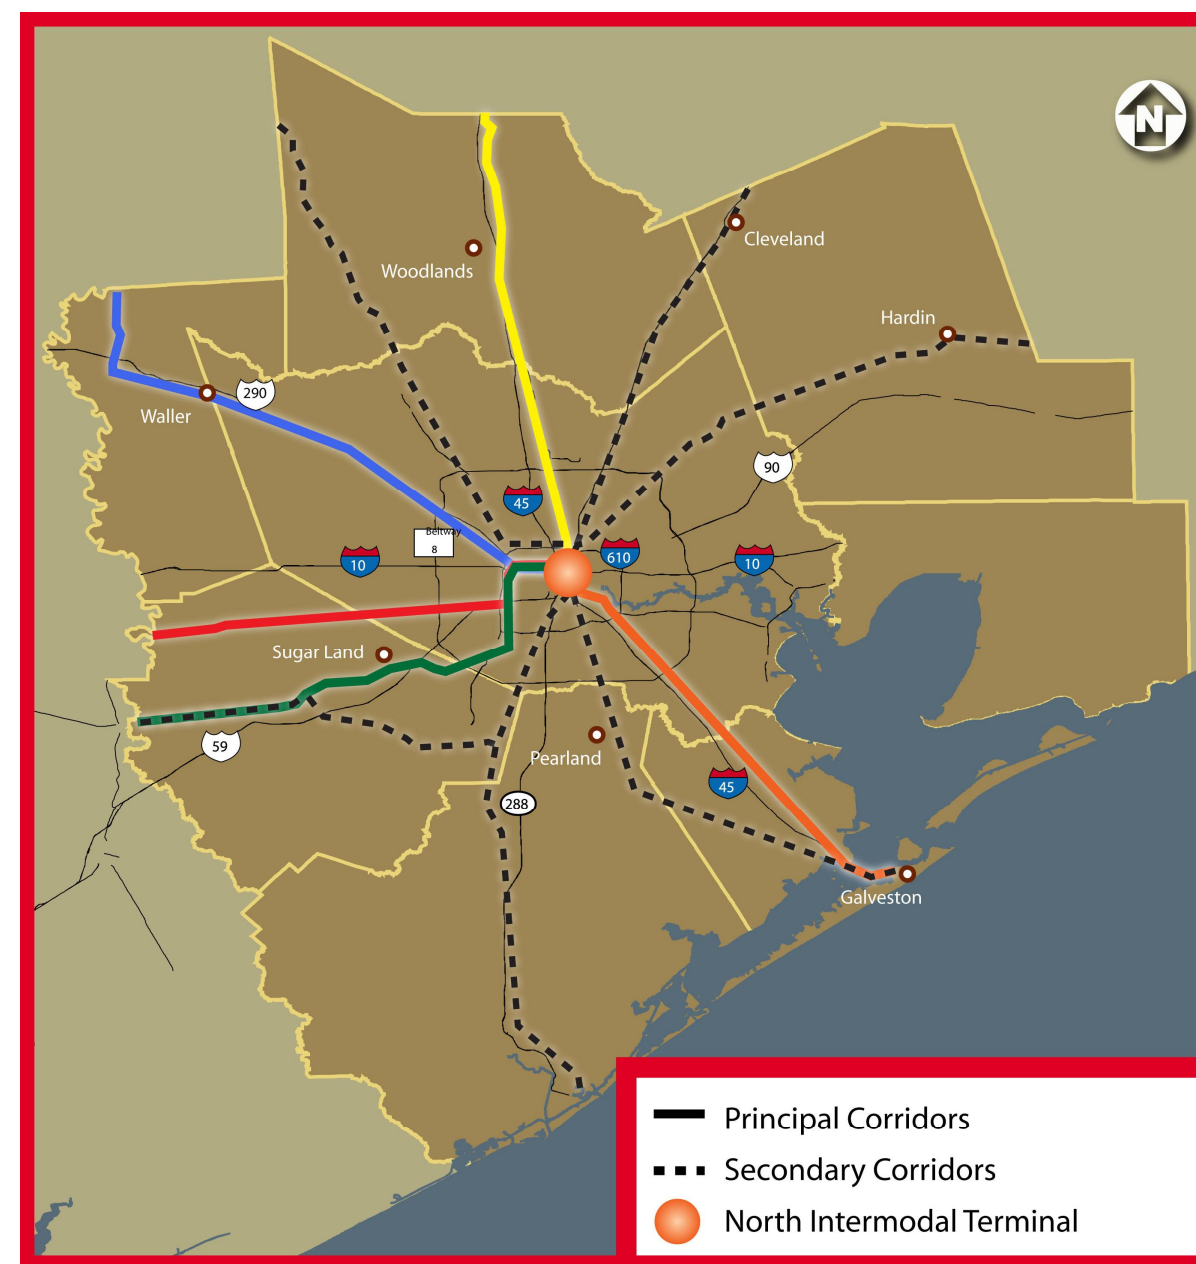 N
Cleveland
Woodlands
Hardin
290
Waller
90
45
Beltway
8
610
10
10
Sugar Land
59
Pearland
45
288
Galveston
Principal Corridors
Secondary Corridors
North Intermodal Terminal